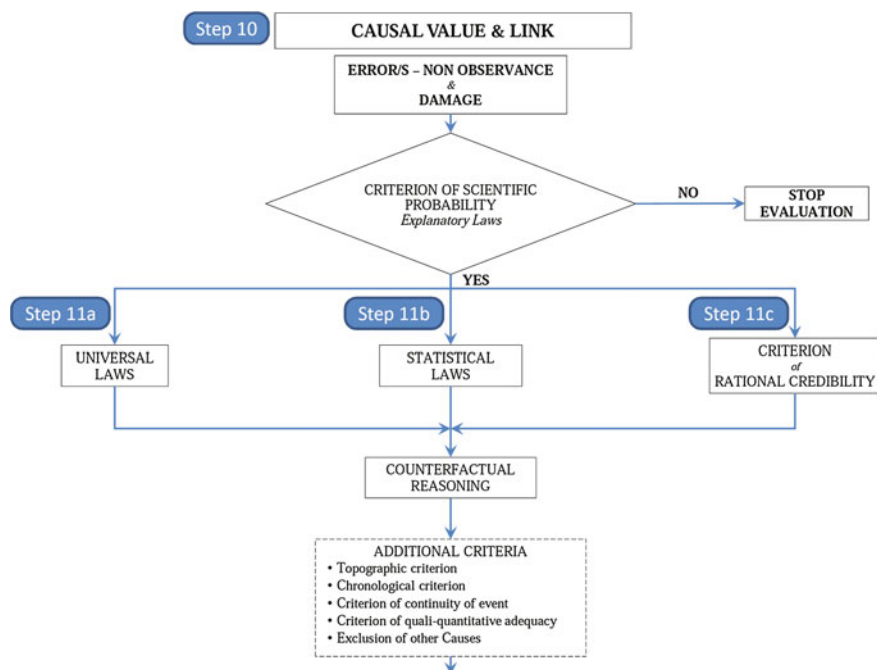 Step 10
CAUSAL VALUE & LINK
ERROR/S – NON OBSERVANCE
&
DAMAGE
CRITERION OF SCIENTIFIC
PROBABILITY
Explanatory Laws
NO
STOP
EVALUATION
YES
Step 11a
Step 11b
Step 11c
UNIVERSAL
LAWS
STATISTICAL
LAWS
CRITERION
of
RATIONAL CREDIBILITY
COUNTERFACTUAL
REASONING
ADDITIONAL CRITERIA
• Topographic criterion
• Chronological criterion
• Criterion of continuity of event
• Criterion of quali-quantitative adequacy
• Exclusion of other Causes